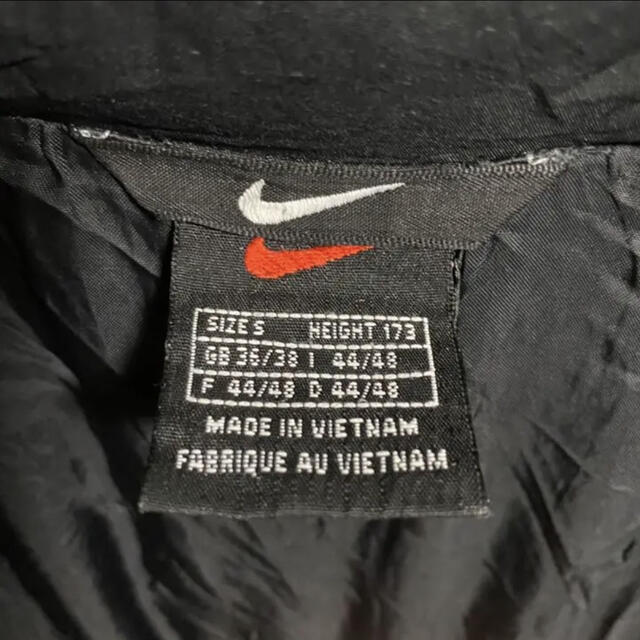 SIZE S HEIGHT 173
GB 36/38 I 44/48
F 44/48 D 44/48
MADE IN VIETNAM
FABRIQUE AU VIETNAM